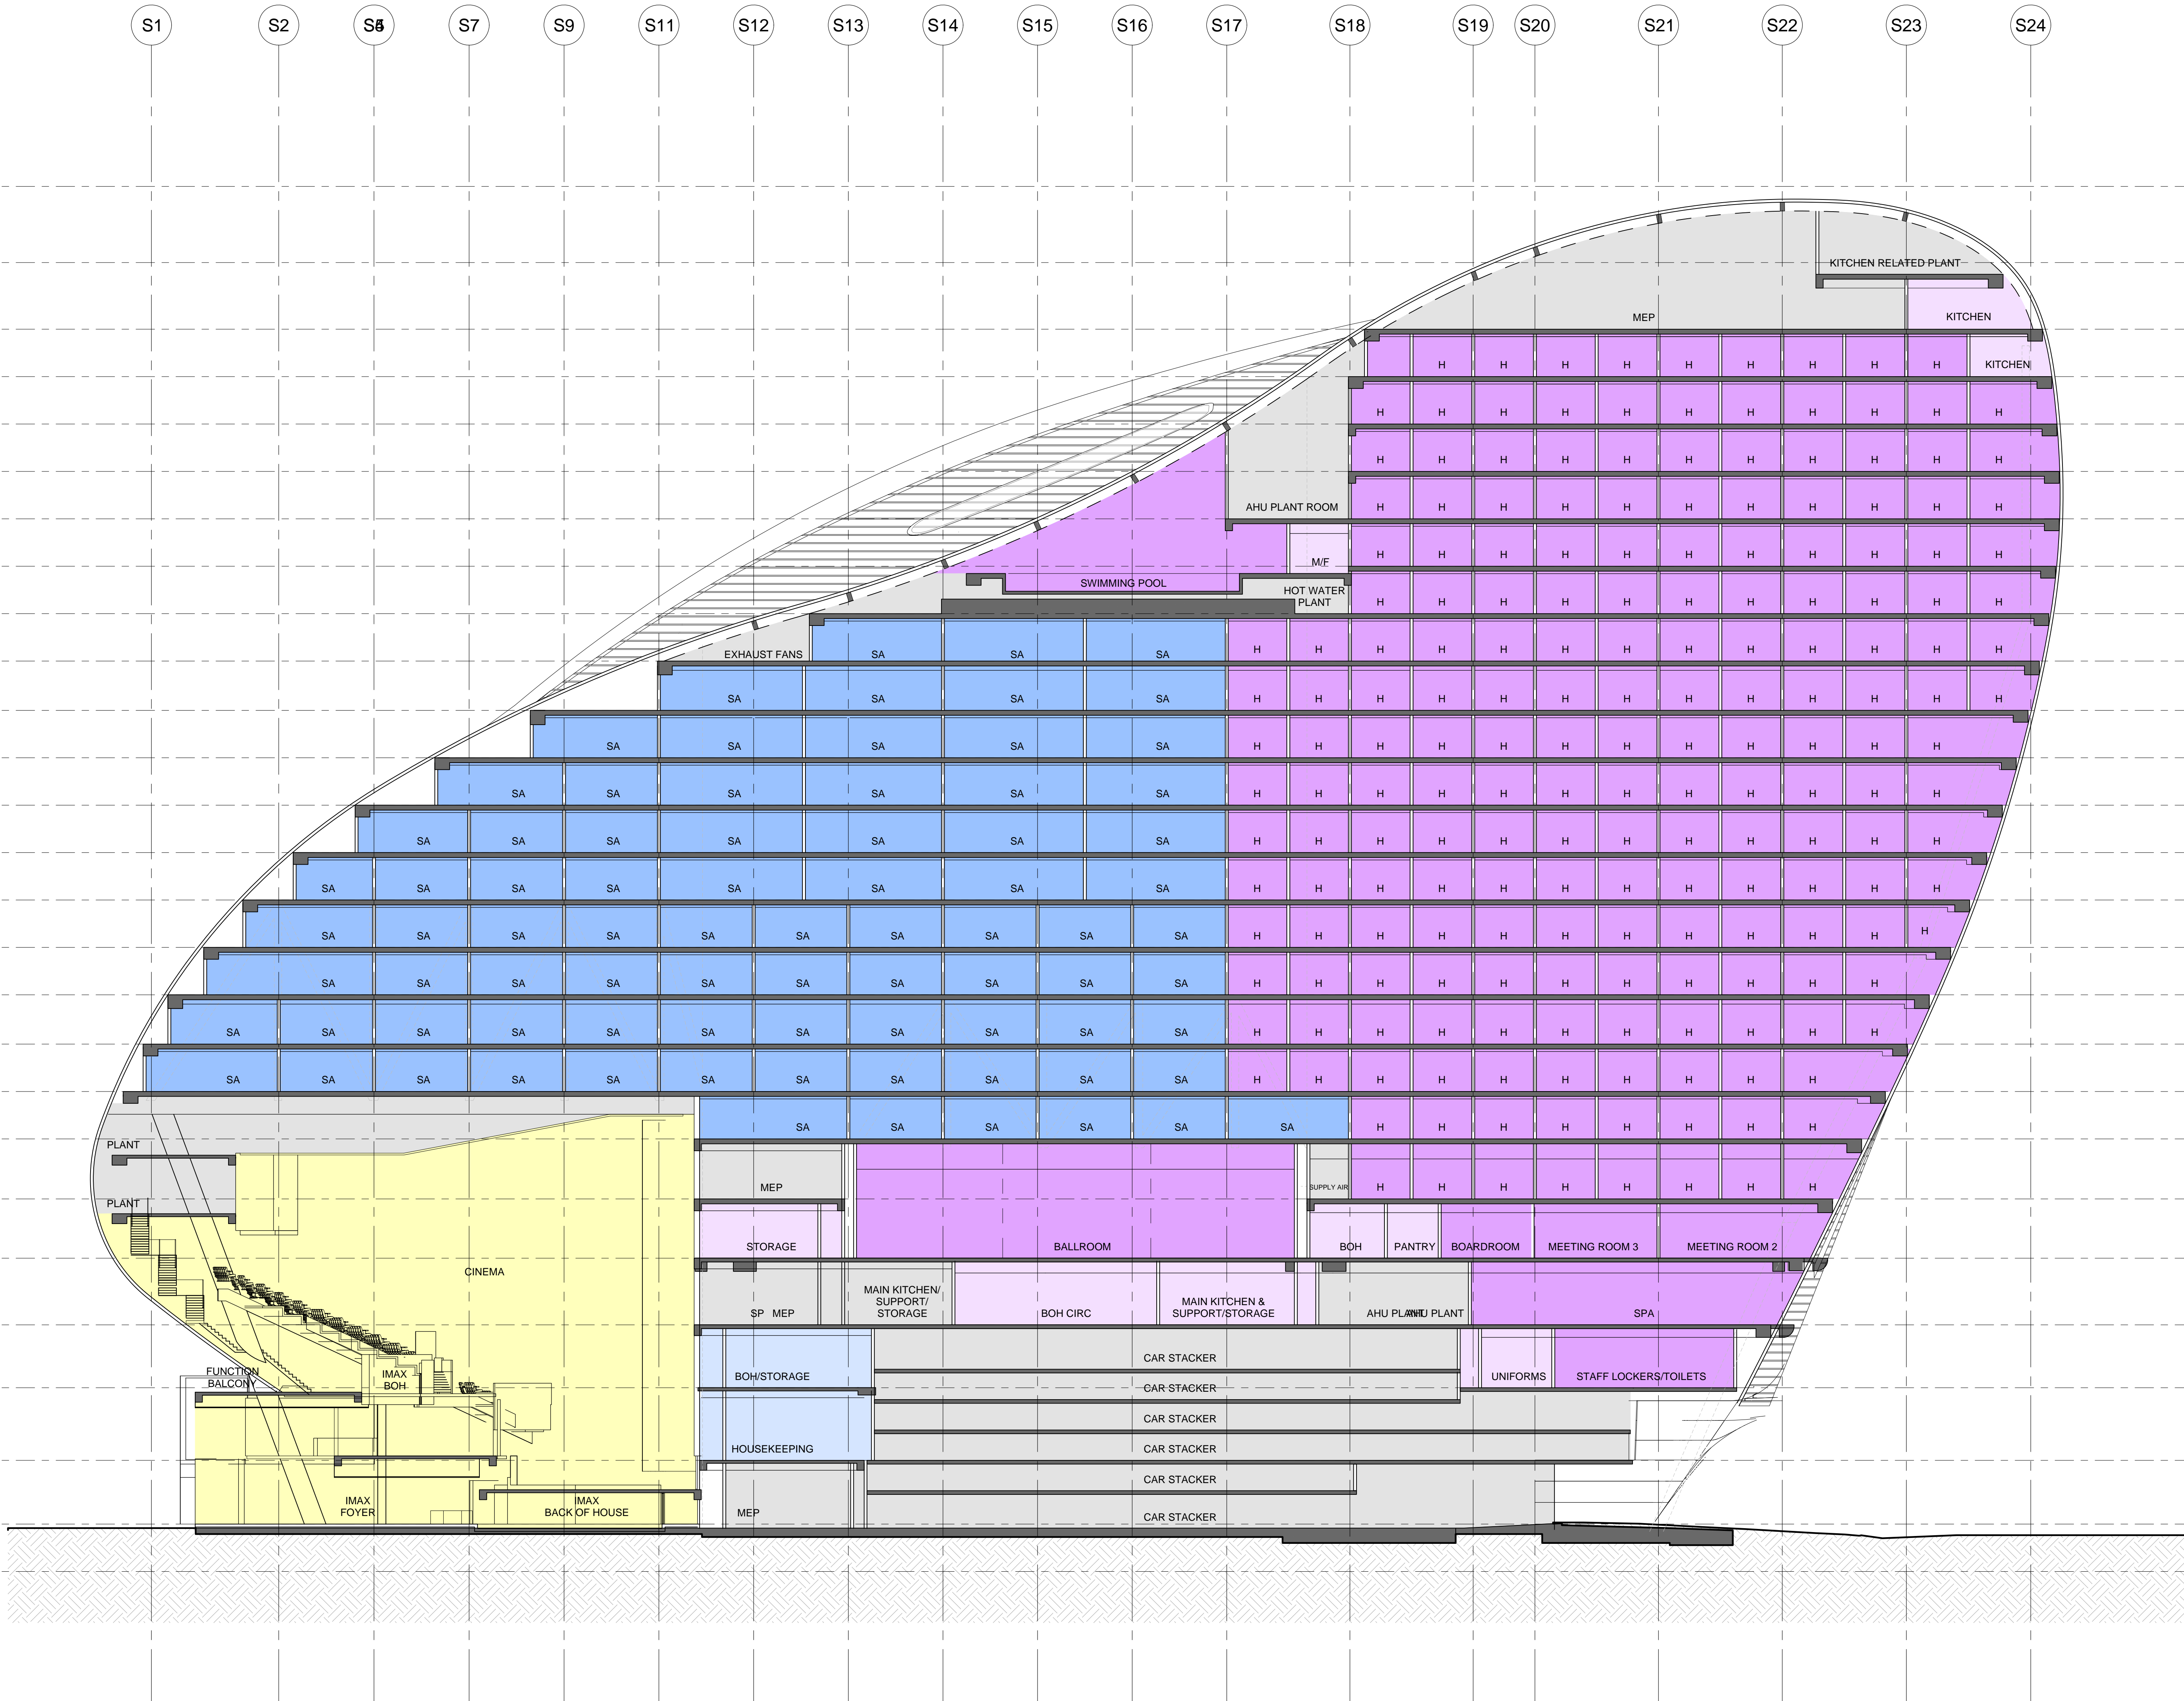 S1 S2 S7 S9 S11 S12 S13 S14 S15 S16 S17 S18 S19 S20 S21 S22 S23 S24
KITCHEN RELATED PLANT
MEP KITCHEN
H H H H H H H H H KITCHEN
H H H H H H H H H H H
H H H H H H H H H H H
AHU PLANT ROOM H H H H H H H H H H H
M/F H H H H H H H H H H H
SWIMMING POOL
HOT WATER
PLANT H H H H H H H H H H H
EXHAUST FANS SA SA SA H H H H H H H H H H H H H
SA SA SA SA H H H H H H H H H H H H H
SA SA SA SA SA H H H H H H H H H H H H
SA SA SA SA SA SA H H H H H H H H H H H H
SA SA SA SA SA SA SA H H H H H H H H H H H H
SA SA SA SA SA SA SA SA H H H H H H H H H H H H
SA SA SA SA SA SA SA SA SA SA H H H H H H H H H H H H
SA SA SA SA SA SA SA SA SA SA H H H H H H H H H H H
SA SA SA SA SA SA SA SA SA SA SA H H H H H H H H H H H
SA SA SA SA SA SA SA SA SA SA SA H H H H H H H H H H
SA SA SA SA SA SA H H H H H H H H
PLANT
MEP SUPPLY AIR H H H H H H H H
PLANT
STORAGE BALLROOM BOH PANTRY BOARDROOM MEETING ROOM 3 MEETING ROOM 2
CINEMA
MAIN KITCHEN/
SUPPORT/
STORAGE
SP MEP
BOH CIRC
MAIN KITCHEN &
SUPPORT/STORAGE
AHU PLANT AHU PLANT
SPA
CAR STACKER
FUNCTION
BALCONY
IMAX
BOH
BOH/STORAGE
CAR STACKER
UNIFORMS STAFF LOCKERS/TOILETS
CAR STACKER
HOUSEKEEPING CAR STACKER
CAR STACKER
IMAX
FOYER
IMAX
BACK OF HOUSE
MEP
CAR STACKER